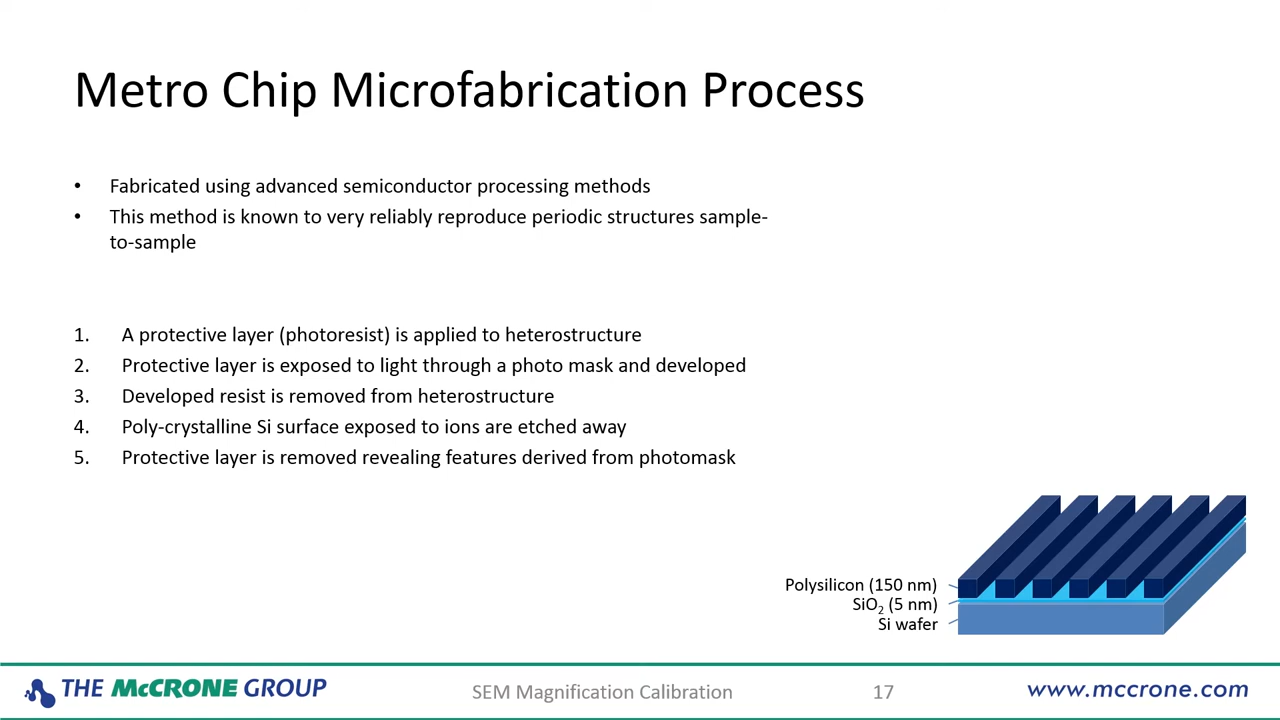 Metro Chip Microfabrication Process
• Fabricated using advanced semiconductor processing methods
• This method is known to very reliably reproduce periodic structures sample-
to-sample
1. A protective layer (photoresist) is applied to heterostructure
2. Protective layer is exposed to light through a photo mask and developed
3. Developed resist is removed from heterostructure
4. Poly-crystalline Si surface exposed to ions are etched away
5. Protective layer is removed revealing features derived from photomask
Polysilicon (150 nm)
SiO₂ (5 nm)
Si wafer
THE McCRONE GROUP
SEM Magnification Calibration
17
www.mccrone.com